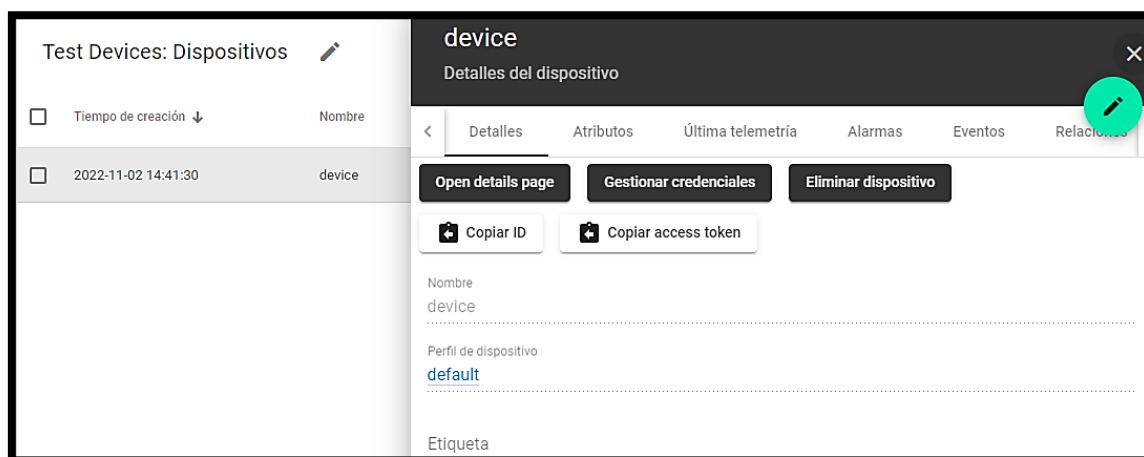 Test Devices: Dispositivos
Tiempo de creación
Nombre
2022-11-02 14:41:30
device
device
Detalles del dispositivo
Detalles
Atributos
Última telemetría
Alarmas
Eventos
Relaciones
Open details page
Gestionar credenciales
Eliminar dispositivo
Copiar ID
Copiar access token
Nombre
device
Perfil de dispositivo
default
Etiqueta